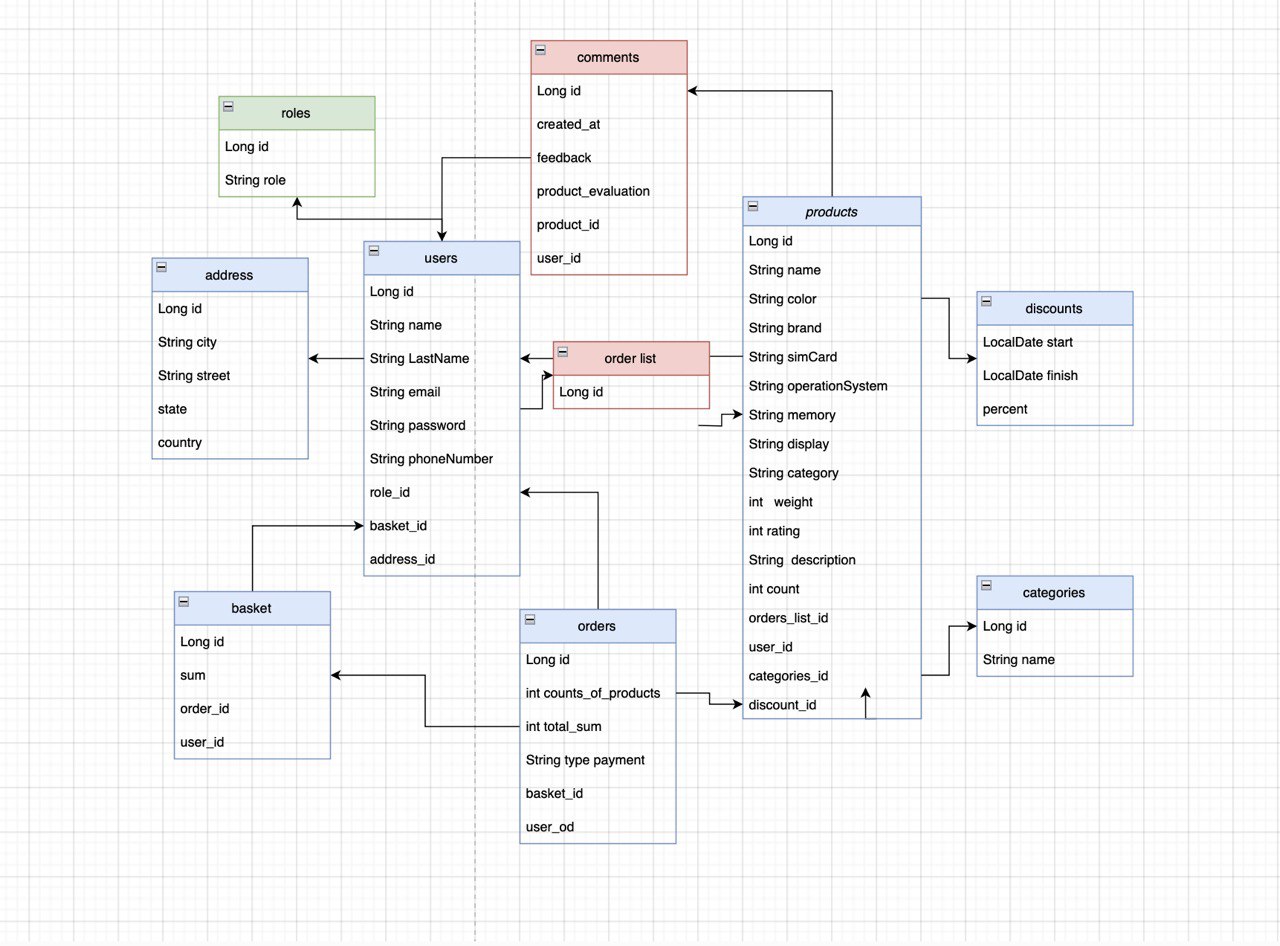 comments
Long id
created_at
feedback
product_evaluation
product_id
user_id
roles
Long id
String role
users
Long id
String name
String LastName
String email
String password
String phoneNumber
role_id
basket_id
address_id
address
Long id
String city
String street
state
country
order list
Long id
products
Long id
String name
String color
String brand
String simCard
String operationSystem
String memory
String display
String category
int weight
int rating
String description
int count
orders_list_id
user_id
categories_id
discount_id
discounts
LocalDate start
LocalDate finish
percent
categories
Long id
String name
basket
Long id
sum
order_id
user_id
orders
Long id
int counts_of_products
int total_sum
String type payment
basket_id
user_od